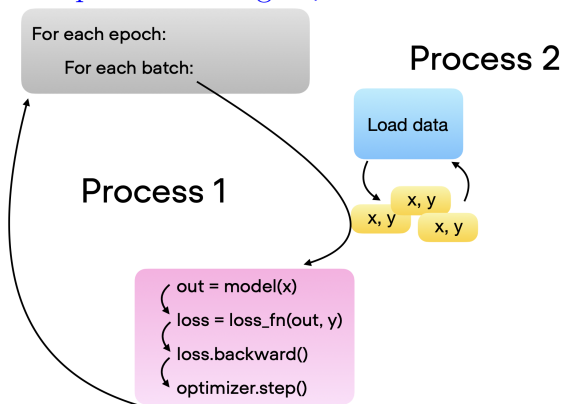 For each epoch:
For each batch:
Process 2
Load data
Process 1
x, y
x, y
x, y
out = model(x)
loss = loss_fn(out, y)
loss.backward()
optimizer.step()